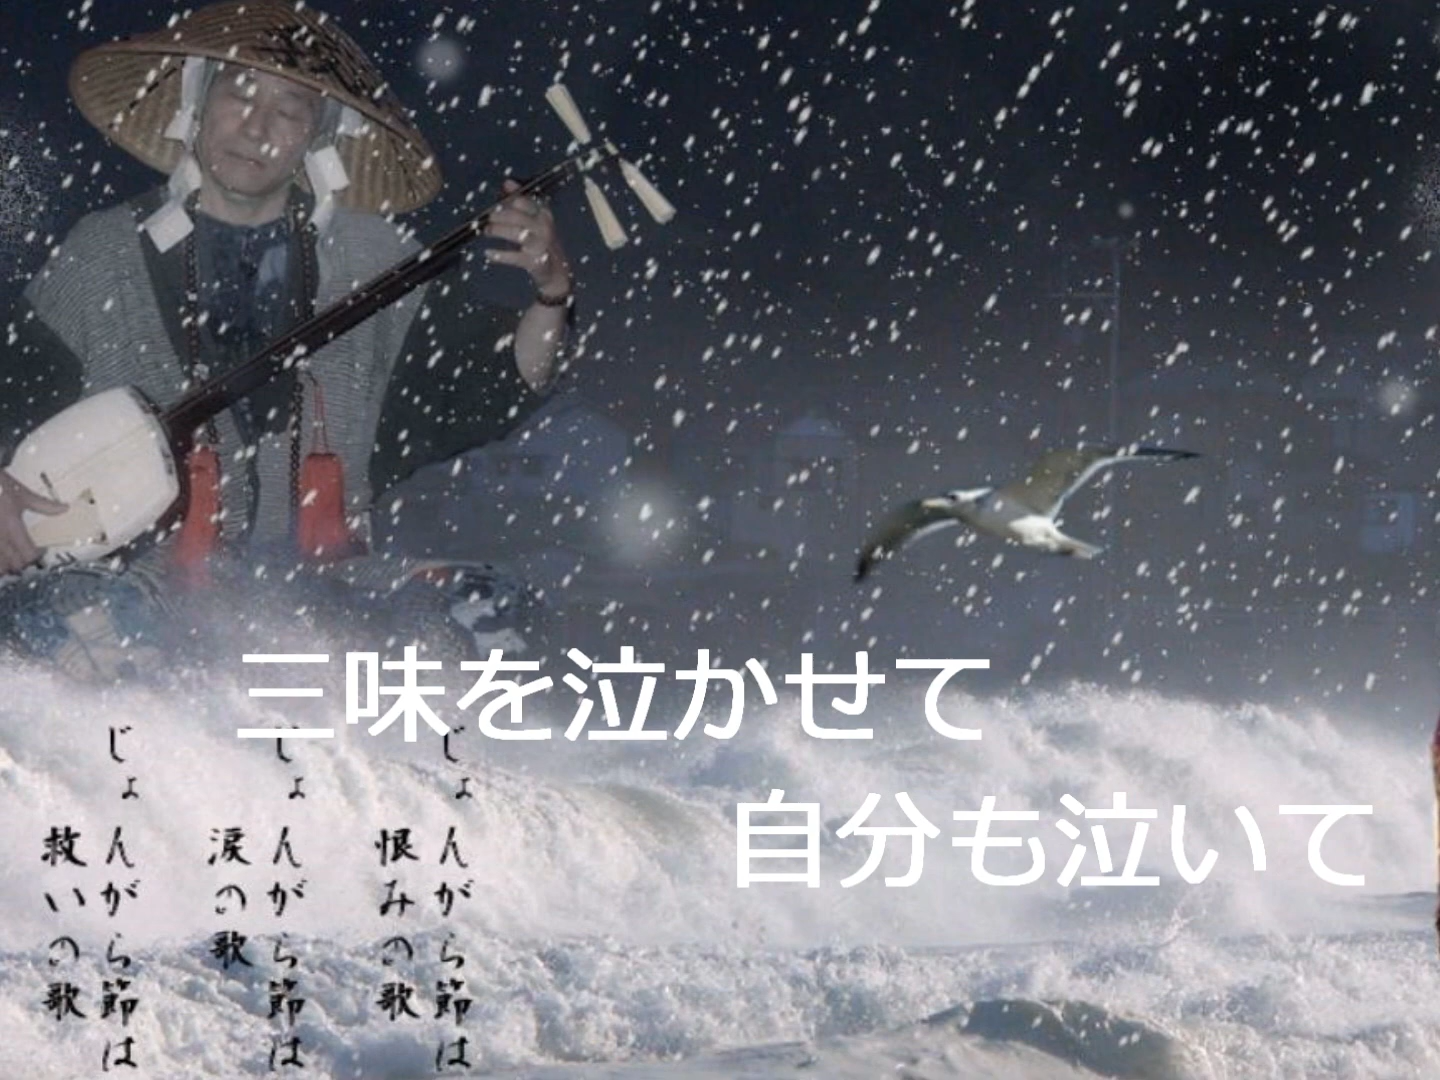 三味を泣かせて
自分も泣いて
じょんがら節は
恨みの歌
じょんがら節は
涙の歌
じょんがら節は
救いの歌